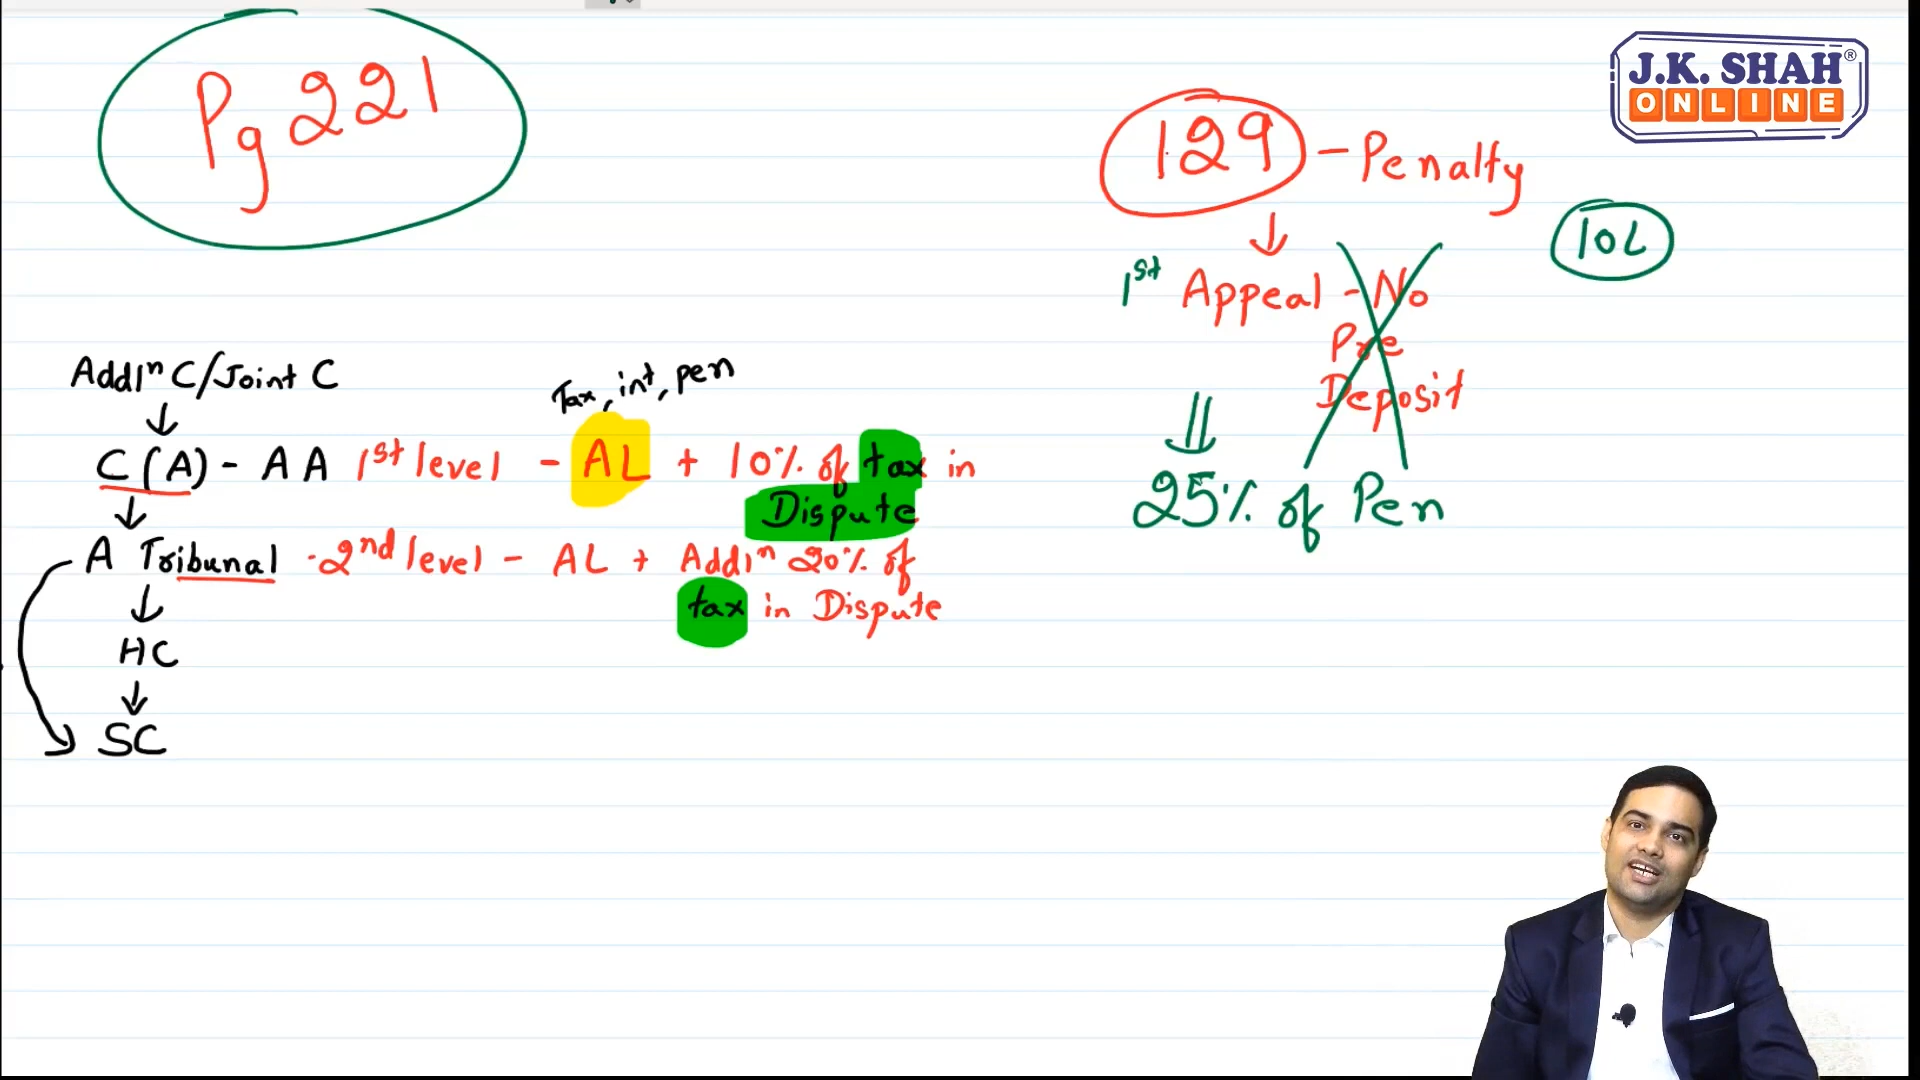 Pg 221
J.K. SHAH®
ONLINE
129 - Penalty
10L
1st Appeal - No
Pre
Deposit
25% of Pen
Addln C/Joint C
Tax, int, pen
C(A) - AA 1st level - AL + 10% of tax in
Dispute
A Tribunal - 2nd level - AL + Addln 20% of
tax in Dispute
HC
SC